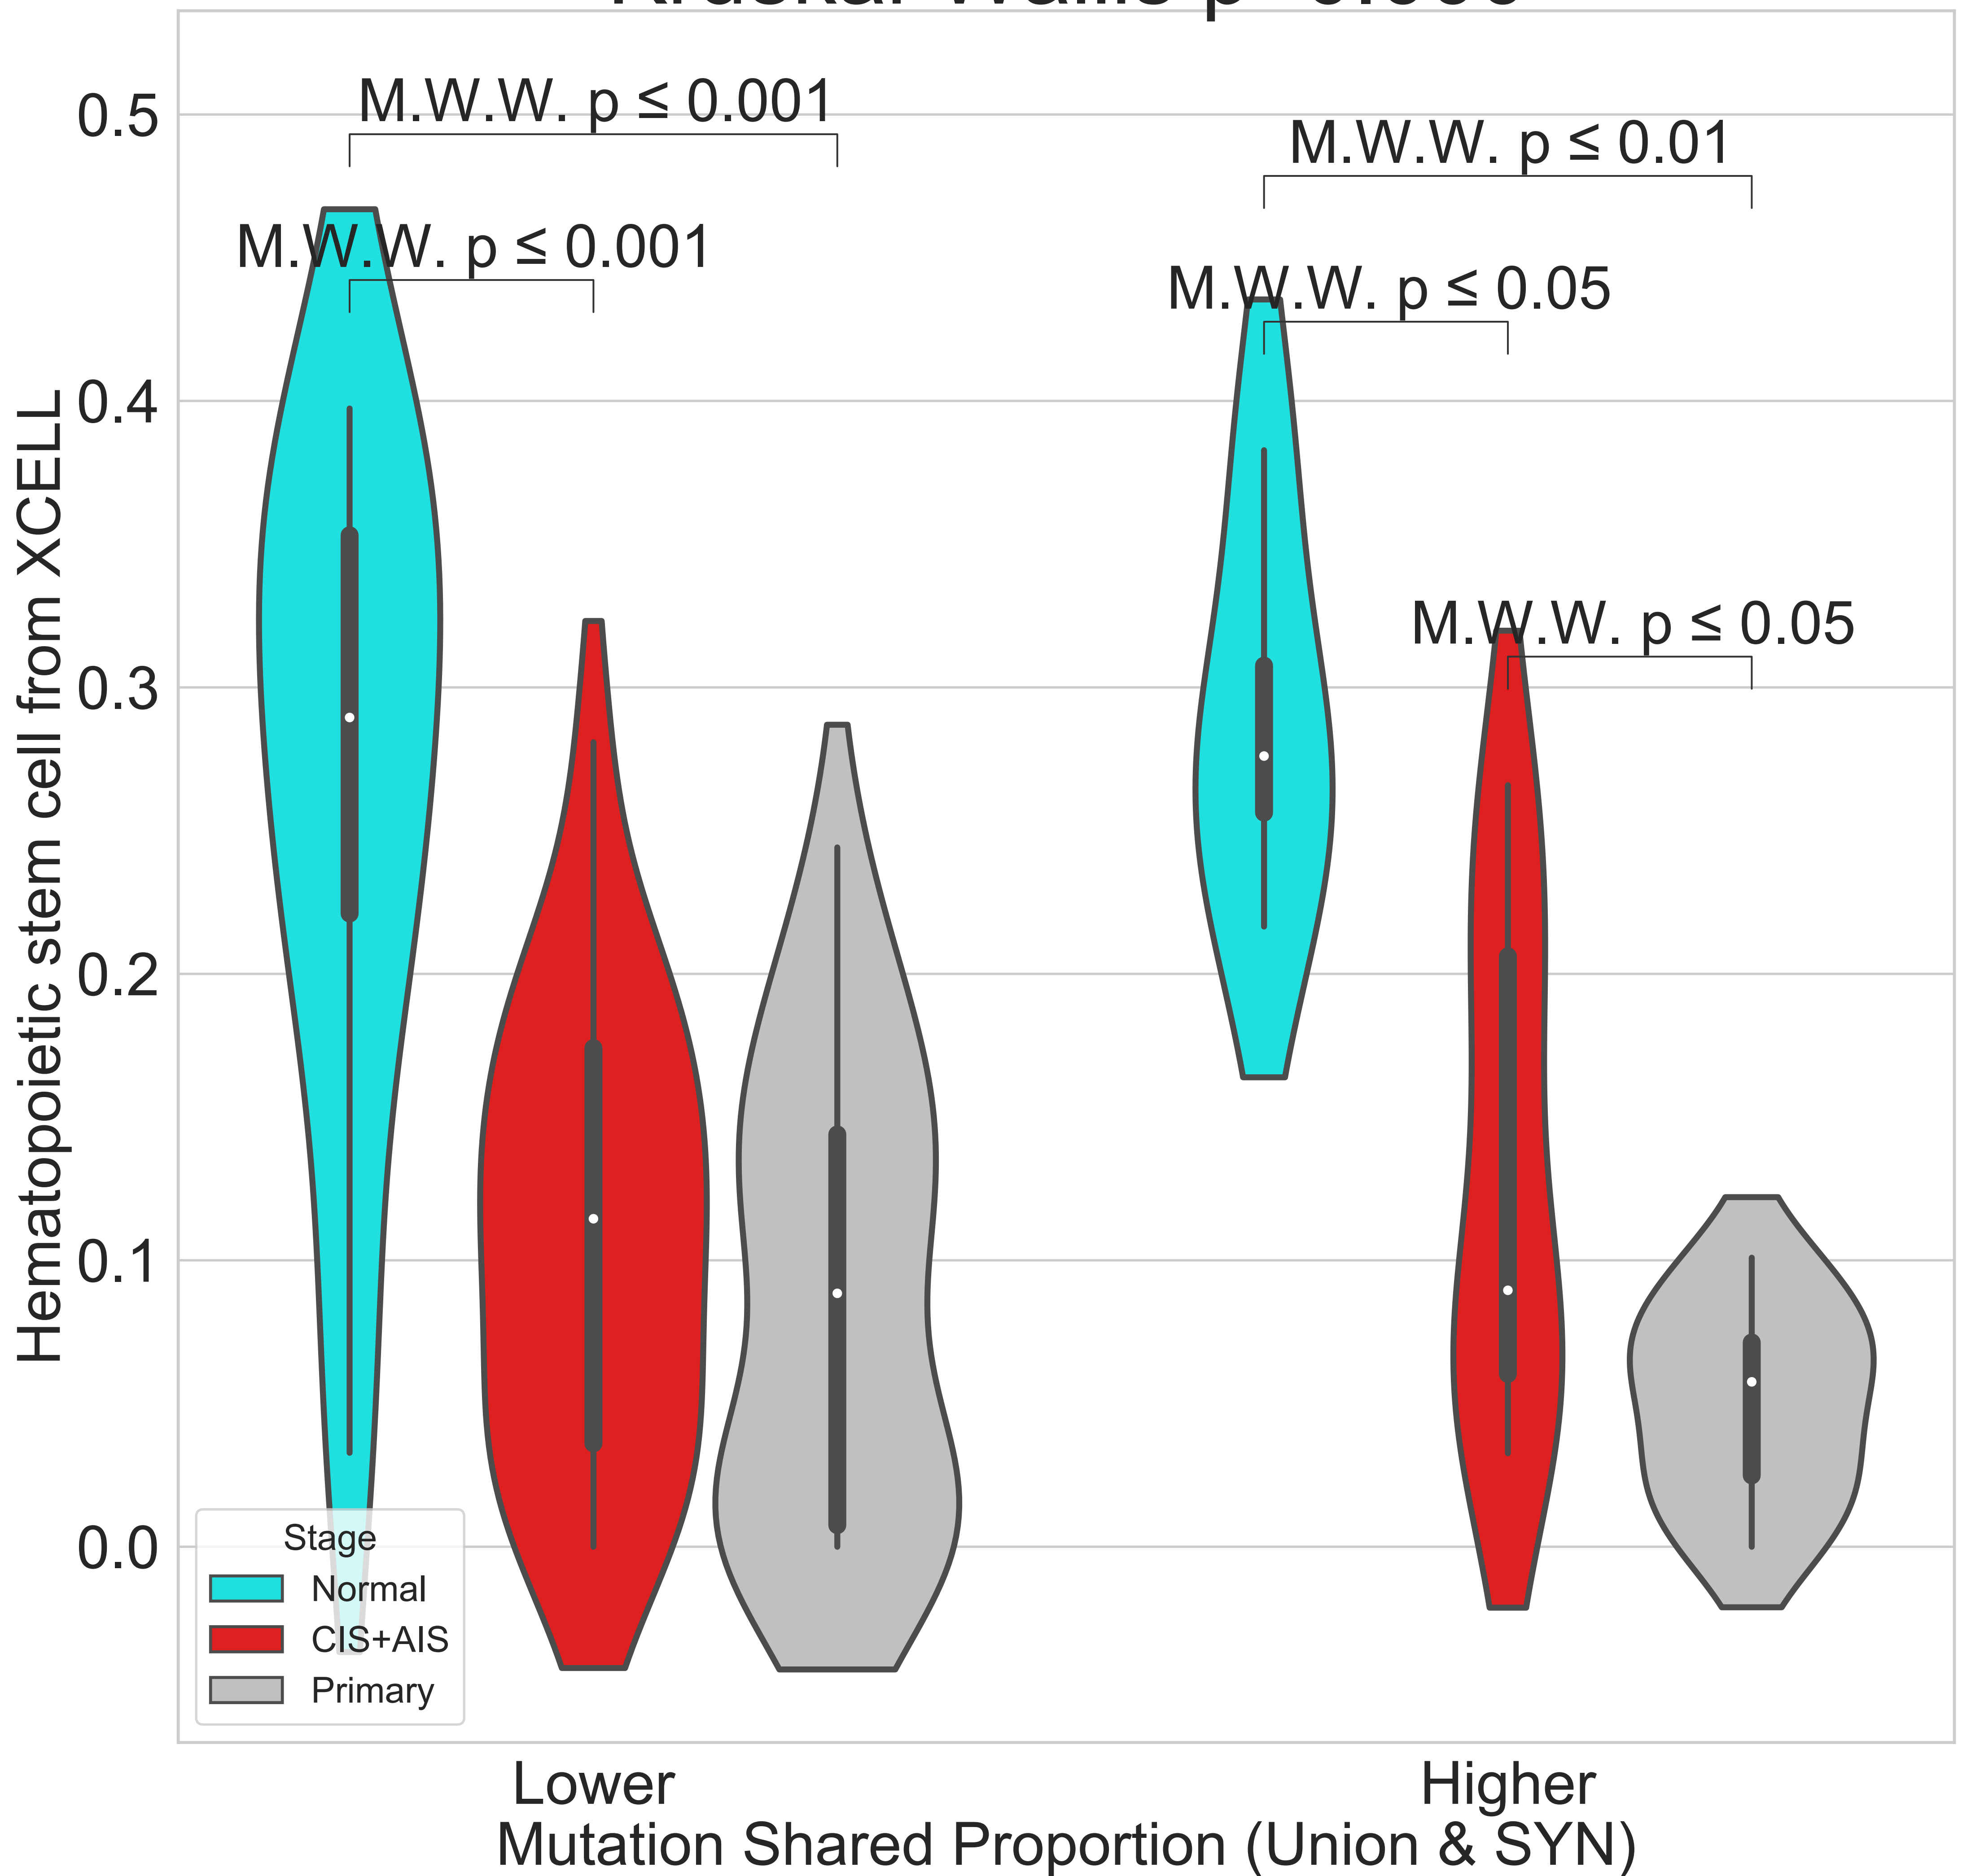 0.5
0.4
0.3
0.2
0.1
0.0
Hematopoietic stem cell from XCELL
M.W.W. p ≤ 0.001
M.W.W. p ≤ 0.001
M.W.W. p ≤ 0.01
M.W.W. p ≤ 0.05
M.W.W. p ≤ 0.05
Stage
Normal
CIS+AIS
Primary
Lower
Higher
Mutation Shared Proportion (Union & SYN)